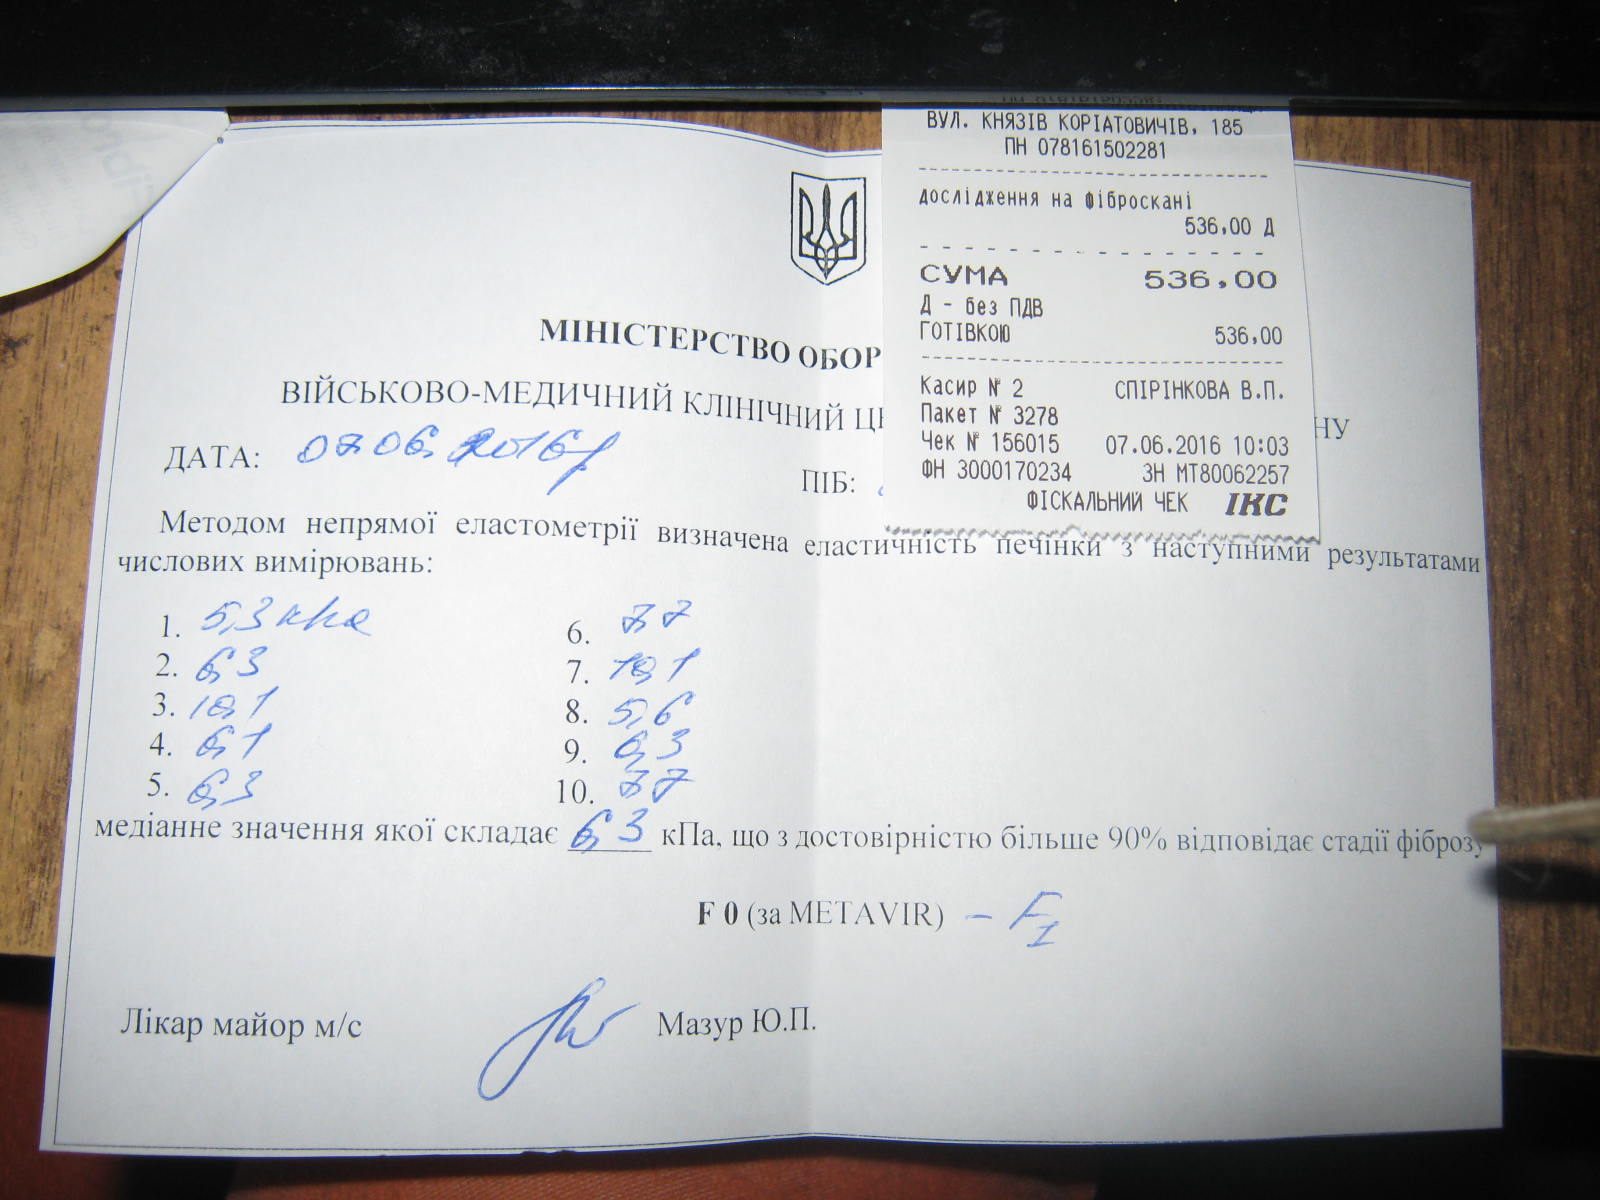 ВУЛ. КНЯЗІВ КОРІАТОВИЧІВ, 185
ПН 078161502281
дослідження на фіброскані
536,00 Д
СУМА 536,00
Д - без ПДВ
ГОТІВКОЮ 536,00
Касир № 2 СПІРІНКОВА В.П.
Пакет № 3278
Чек № 156015 07.06.2016 10:03
ФН 3000170234 ЗН МТ80062257
ФІСКАЛЬНИЙ ЧЕК ІКС
МІНІСТЕРСТВО ОБОР
ВІЙСЬКОВО-МЕДИЧНИЙ КЛІНІЧНИЙ ЦЕ НУ
ДАТА: 07.06.2016р
ПІБ:
Методом непрямої еластометрії визначена еластичність печінки з наступними результатами
числових вимірювань:
1. 5,3 кПа
2. 6,3
3. 10,1
4. 6,1
5. 6,3
6. 7,7
7. 10,1
8. 5,6
9. 6,3
10. 7,7
медіанне значення якої складає 6,3 кПа, що з достовірністю більше 90% відповідає стадії фіброзу
F 0 (за METAVIR) – F I
Лікар майор м/с Мазур Ю.П.